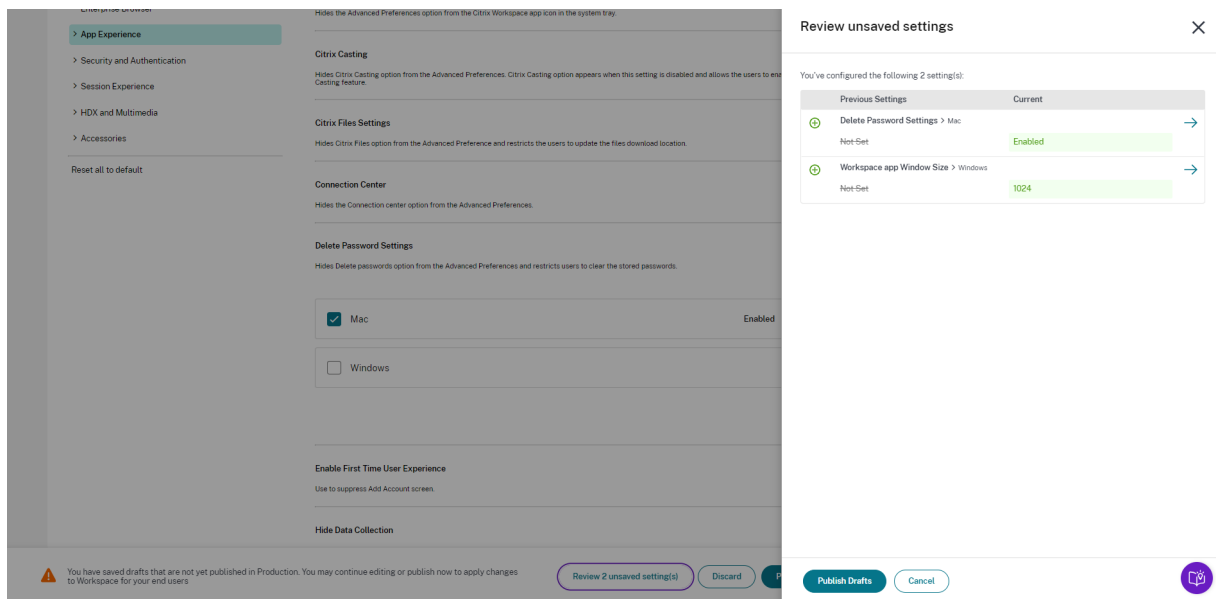 Enterprise Browser
> App Experience
> Security and Authentication
> Session Experience
> HDX and Multimedia
> Accessories
Reset all to default
Hides the Advanced Preferences option from the Citrix Workspace app icon in the system tray.
Citrix Casting
Hides Citrix Casting option from the Advanced Preferences. Citrix Casting option appears when this setting is disabled and allows the users to ena
Casting feature.
Citrix Files Settings
Hides Citrix Files option from the Advanced Preference and restricts the users to update the files download location.
Connection Center
Hides the Connection center option from the Advanced Preferences.
Delete Password Settings
Hides Delete passwords option from the Advanced Preferences and restricts users to clear the stored passwords.
Mac
Enabled
Windows
Enable First Time User Experience
Use to suppress Add Account screen.
Hide Data Collection
You have saved drafts that are not yet published in Production. You may continue editing or publish now to apply changes
to Workspace for your end users
Review 2 unsaved setting(s)
Discard
P
Review unsaved settings
You've configured the following 2 setting(s):
Previous Settings Current
Delete Password Settings > Mac
Not Set Enabled
Workspace app Window Size > Windows
Not Set 1024
Publish Drafts
Cancel